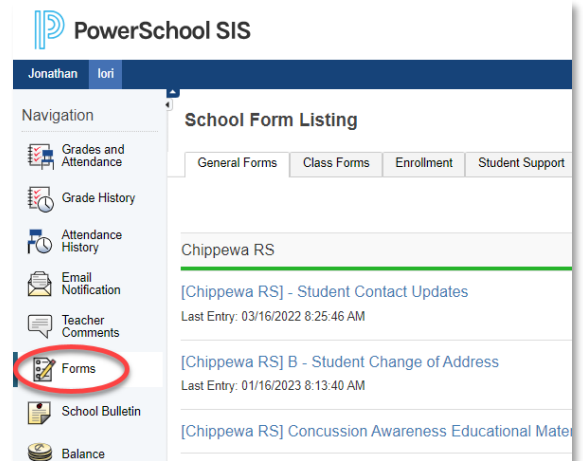 PowerSchool SIS
Jonathan lori
Navigation
Grades and
Attendance
Grade History
Attendance
History
Email
Notification
Teacher
Comments
Forms
School Bulletin
Balance
School Form Listing
General Forms Class Forms Enrollment Student Support
Chippewa RS
[Chippewa RS] - Student Contact Updates
Last Entry: 03/16/2022 8:25:46 AM
[Chippewa RS] B - Student Change of Address
Last Entry: 01/16/2023 8:13:40 AM
[Chippewa RS] Concussion Awareness Educational Mater